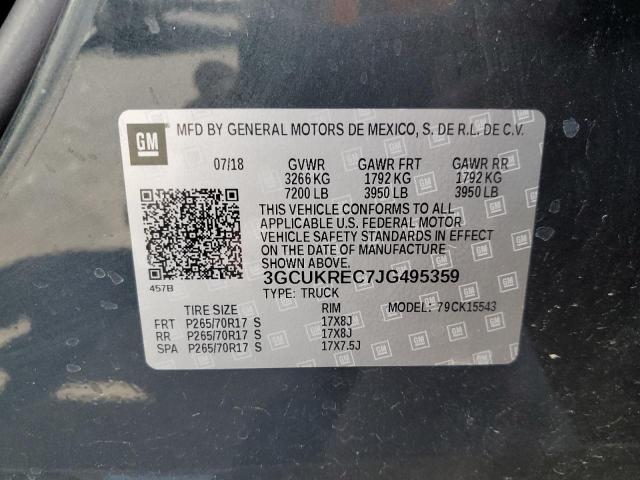 GM MFD BY GENERAL MOTORS DE MEXICO, S. DE R.L. DE C.V.
07/18 GVWR GAWR FRT GAWR RR
3266 KG 1792 KG 1792 KG
7200 LB 3950 LB 3950 LB
THIS VEHICLE CONFORMS TO ALL
APPLICABLE U.S. FEDERAL MOTOR
VEHICLE SAFETY STANDARDS IN EFFECT
ON THE DATE OF MANUFACTURE
SHOWN ABOVE.
457B 3GCUKREC7JG495359
TYPE: TRUCK
TIRE SIZE RIM MODEL: 79CK15543
FRT P265/70R17 S 17X8J
RR P265/70R17 S 17X8J
SPA P265/70R17 S 17X7.5J